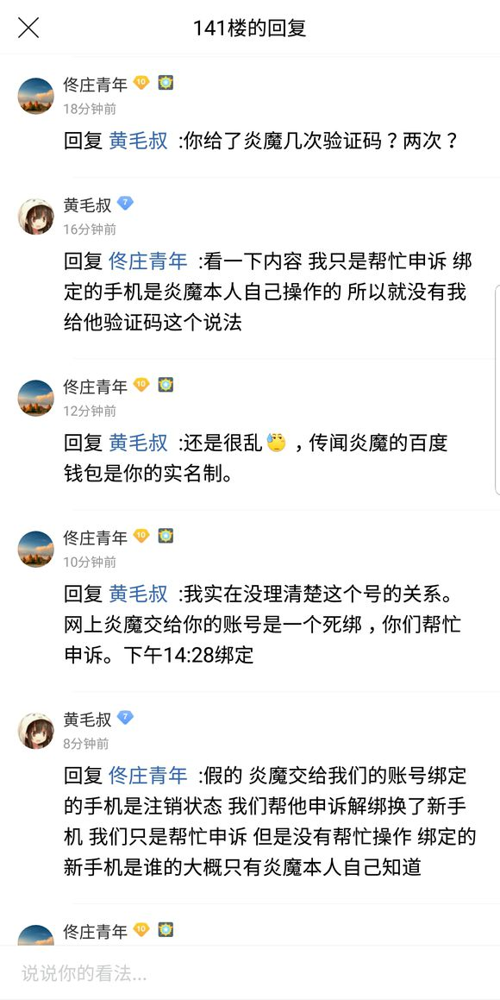 141楼的回复
佟庄青年 10
18分钟前
回复 黄毛叔 :你给了炎魔几次验证码？两次？
黄毛叔 7
16分钟前
回复 佟庄青年 :看一下内容 我只是帮忙申诉 绑
定的手机是炎魔本人自己操作的 所以就没有我
给他验证码这个说法
佟庄青年 10
12分钟前
回复 黄毛叔 :还是很乱 ，传闻炎魔的百度
钱包是你的实名制。
佟庄青年 10
10分钟前
回复 黄毛叔 :我实在没理清楚这个号的关系。
网上炎魔交给你的账号是一个死绑，你们帮忙
申诉。下午14:28绑定
黄毛叔 7
8分钟前
回复 佟庄青年 :假的 炎魔交给我们的账号绑定
的手机是注销状态 我们帮他申诉解绑换了新手
机 我们只是帮忙申诉 但是没有帮忙操作 绑定的
新手机是谁的大概只有炎魔本人自己知道
佟庄青年 10
说说你的看法...